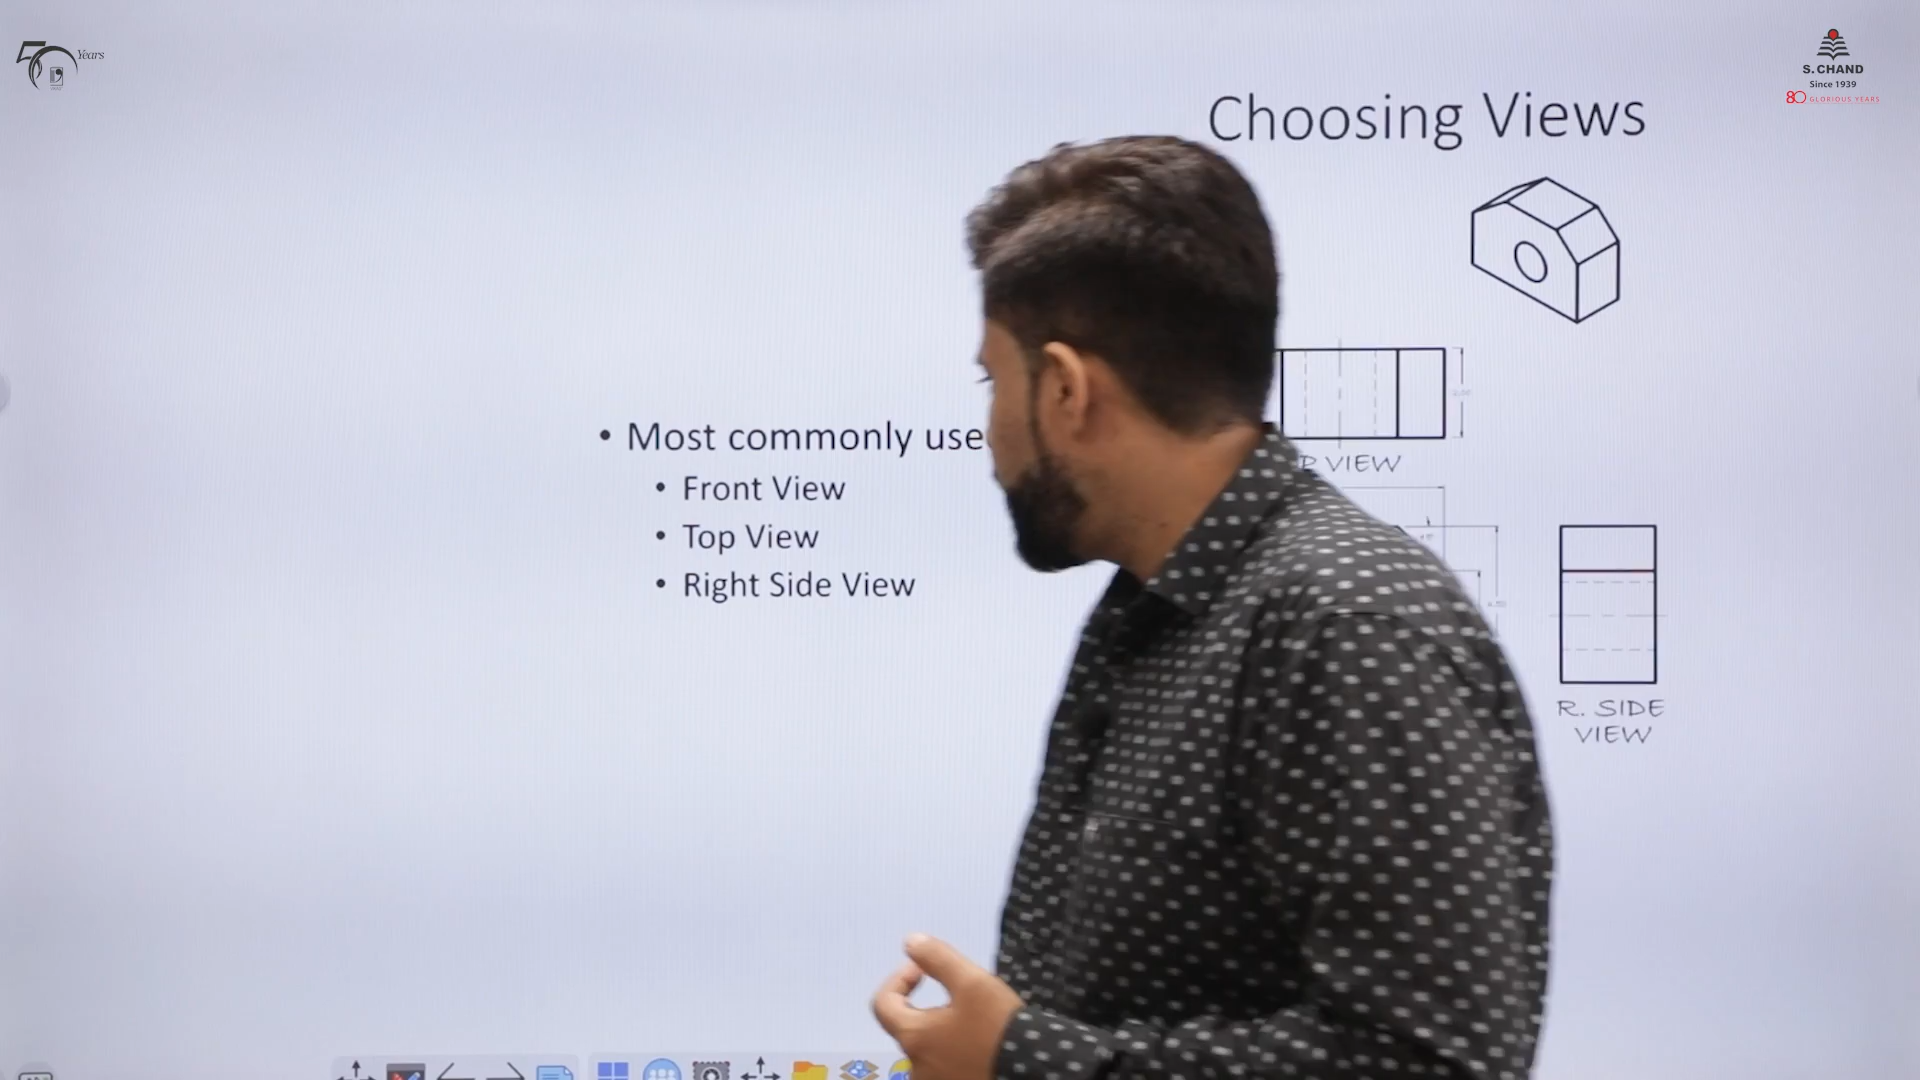 50 Years
S. CHAND
Since 1939
80 GLORIOUS YEARS
Choosing Views
• Most commonly use
• Front View
• Top View
• Right Side View
P VIEW
R. SIDE
VIEW